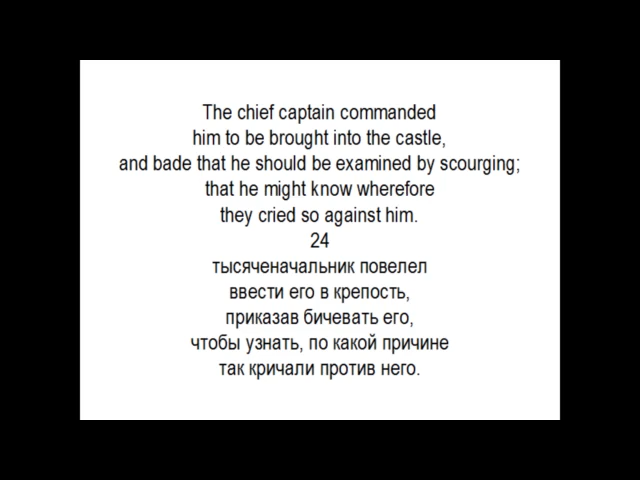 The chief captain commanded
him to be brought into the castle,
and bade that he should be examined by scourging;
that he might know wherefore
they cried so against him.
24
тысяченачальник повелел
ввести его в крепость,
приказав бичевать его,
чтобы узнать, по какой причине
так кричали против него.